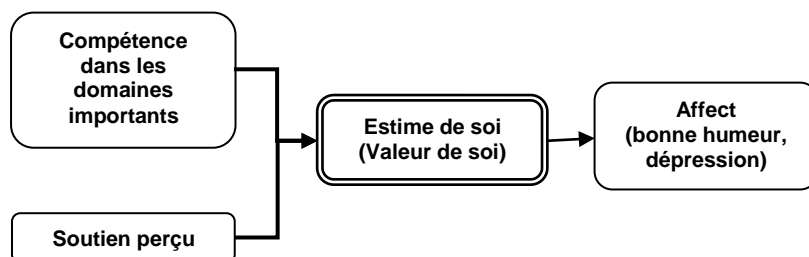 Compétence
dans les
domaines
importants
Estime de soi
(Valeur de soi)
Affect
(bonne humeur,
dépression)
Soutien perçu